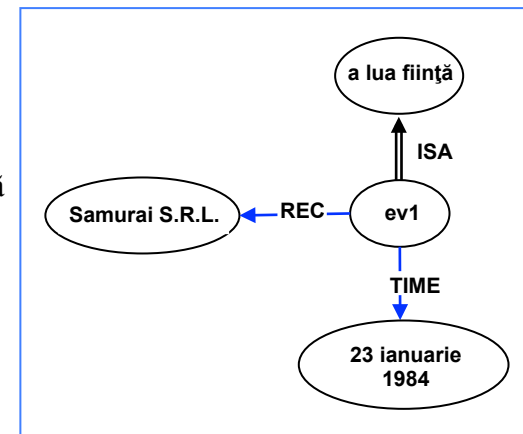 a lua fiinţă
ISA
ă
Samurai S.R.L.
REC
ev1
TIME
23 ianuarie
1984